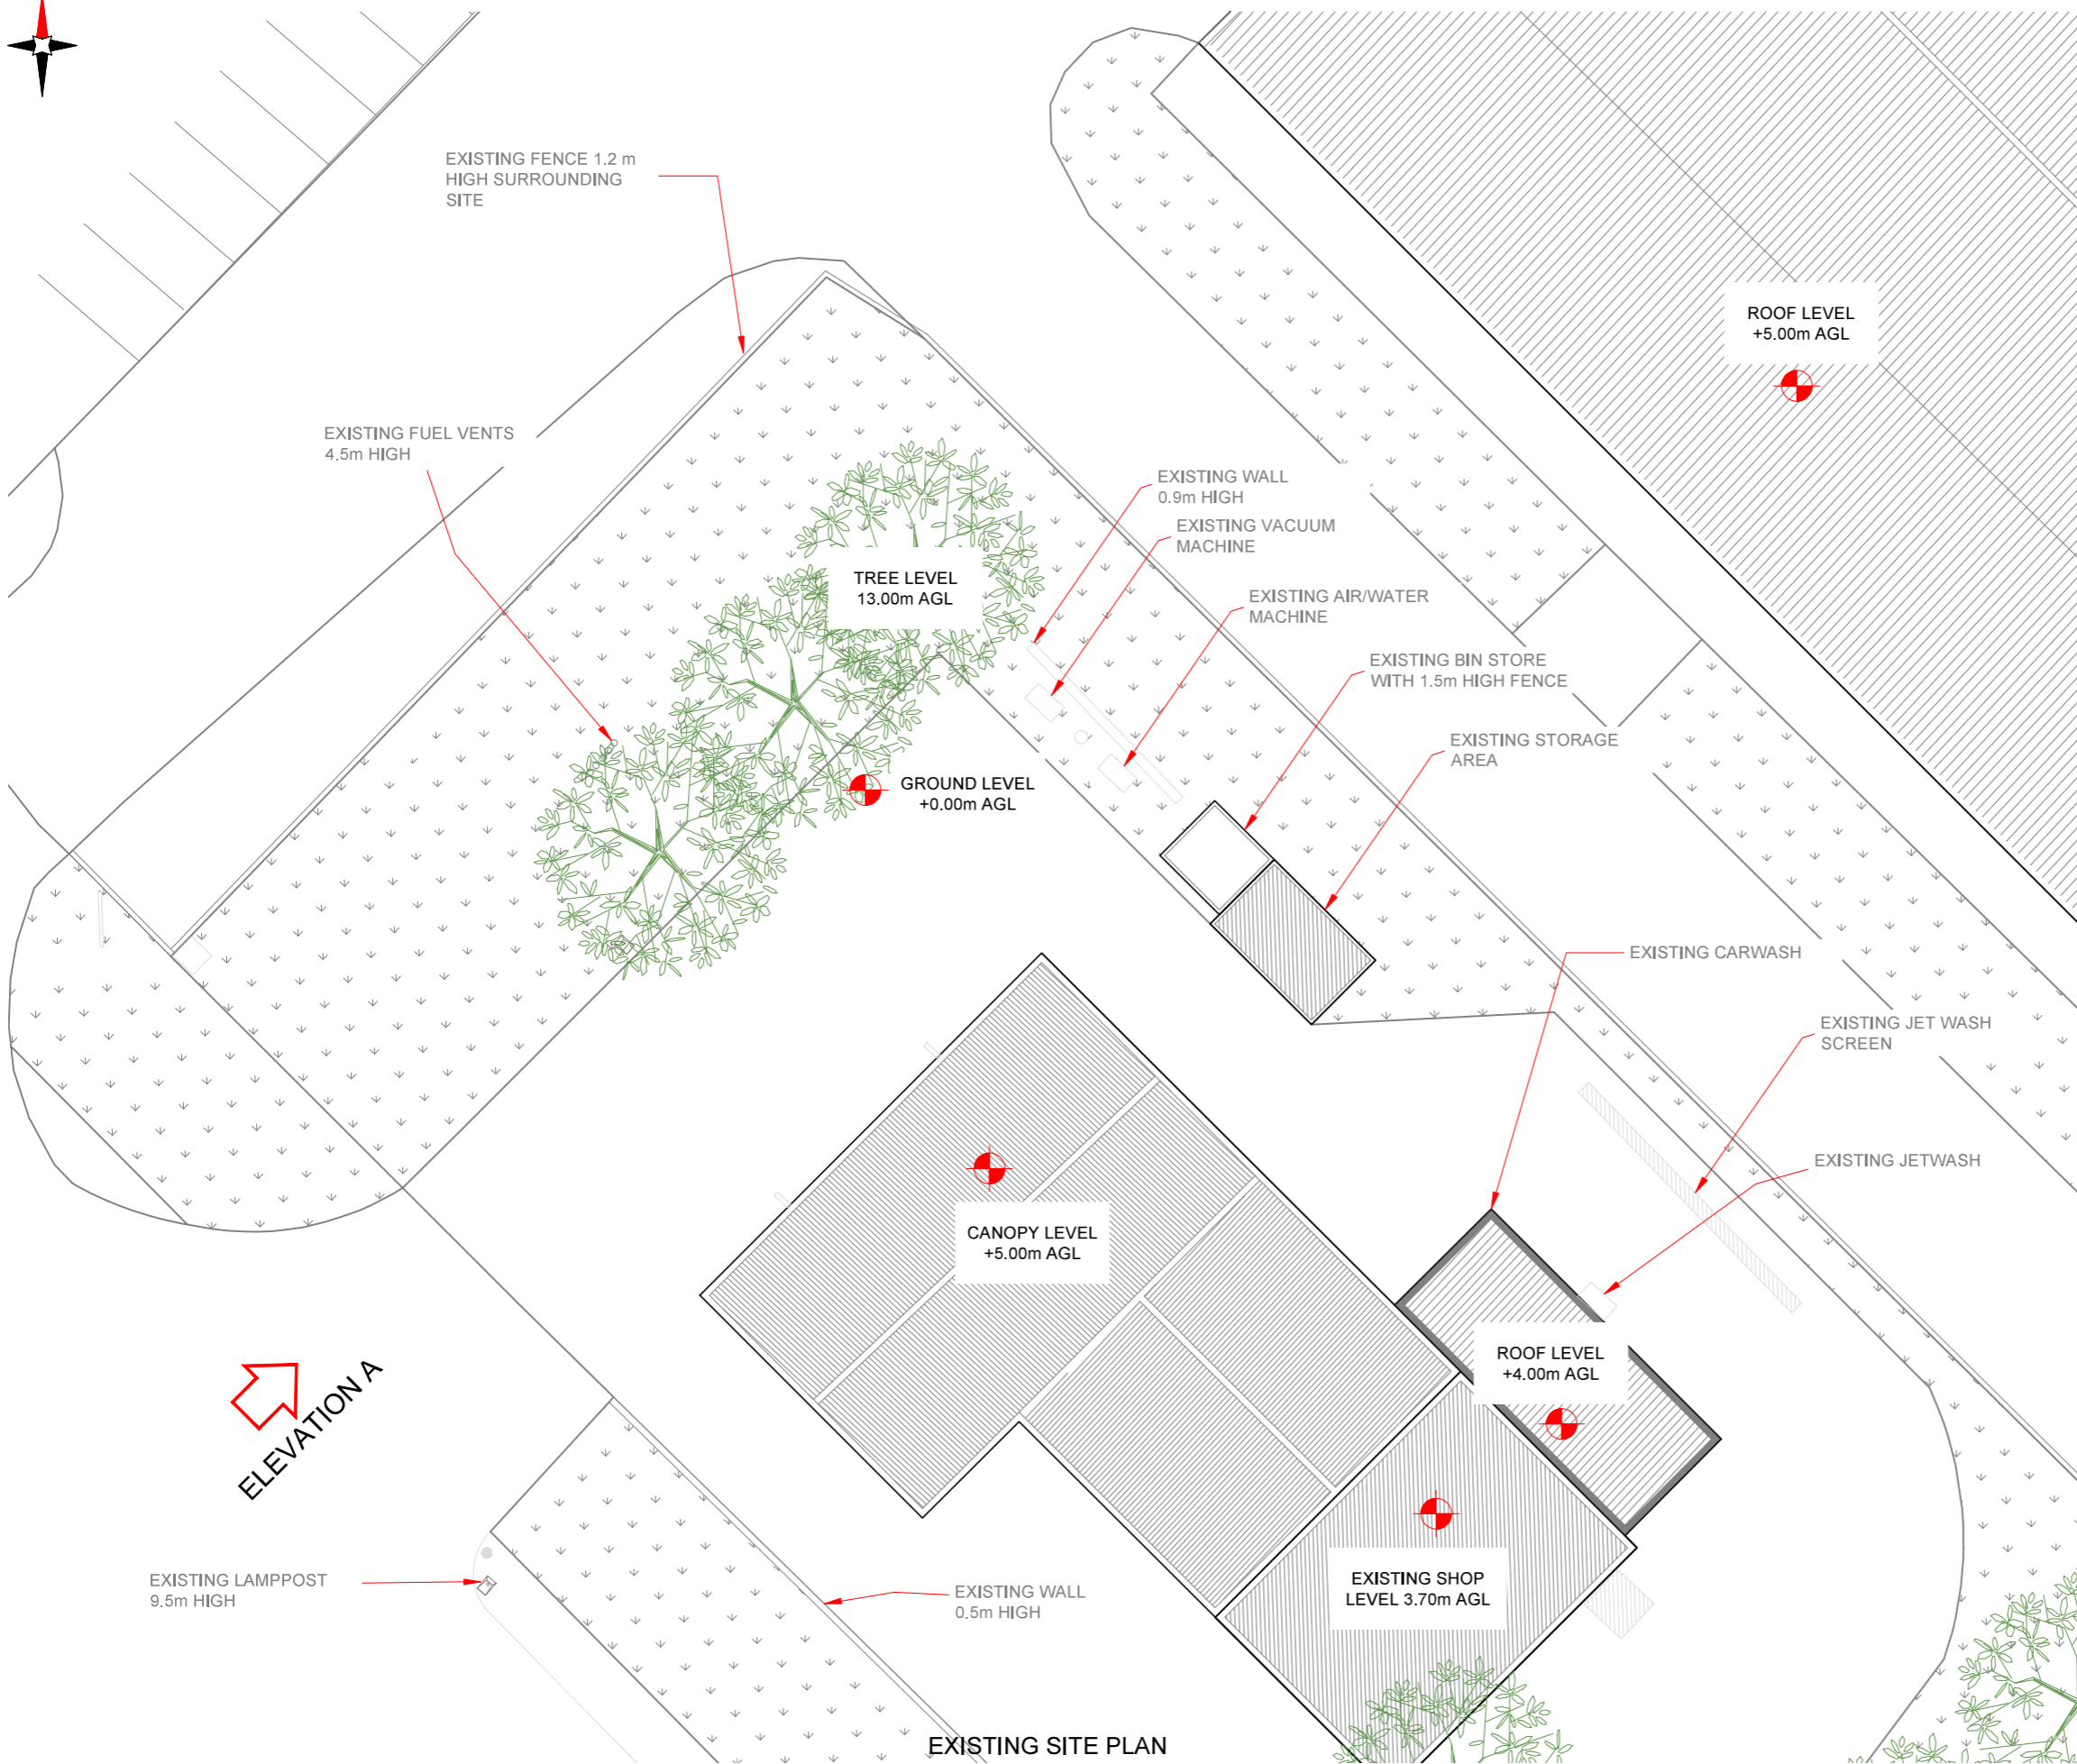 EXISTING FENCE 1.2 m
HIGH SURROUNDING
SITE
ROOF LEVEL
+5.00m AGL
EXISTING FUEL VENTS
4.5m HIGH
EXISTING WALL
0.9m HIGH
EXISTING VACUUM
MACHINE
TREE LEVEL
13.00m AGL
EXISTING AIR/WATER
MACHINE
EXISTING BIN STORE
WITH 1.5m HIGH FENCE
EXISTING STORAGE
AREA
GROUND LEVEL
+0.00m AGL
EXISTING CARWASH
EXISTING JET WASH
SCREEN
EXISTING JETWASH
CANOPY LEVEL
+5.00m AGL
ROOF LEVEL
+4.00m AGL
ELEVATION A
EXISTING LAMPPOST
9.5m HIGH
EXISTING WALL
0.5m HIGH
EXISTING SHOP
LEVEL 3.70m AGL
EXISTING SITE PLAN